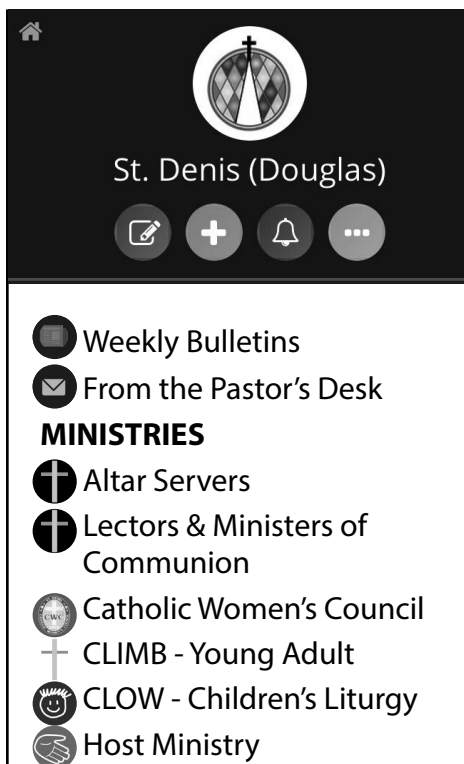 St. Denis (Douglas)
Weekly Bulletins
From the Pastor's Desk
MINISTRIES
Altar Servers
Lectors & Ministers of
Communion
CWC
Catholic Women's Council
CLIMB - Young Adult
CLOW - Children's Liturgy
Host Ministry